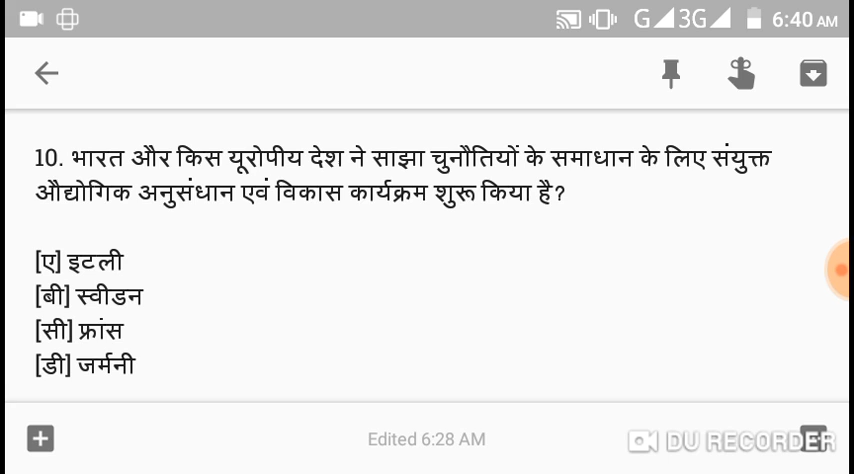 G 3G 6:40 AM
10. भारत और किस यूरोपीय देश ने साझा चुनौतियों के समाधान के लिए संयुक्त
औद्योगिक अनुसंधान एवं विकास कार्यक्रम शुरू किया है?
[ए] इटली
[बी] स्वीडन
[सी] फ्रांस
[डी] जर्मनी
Edited 6:28 AM
DU RECORDER